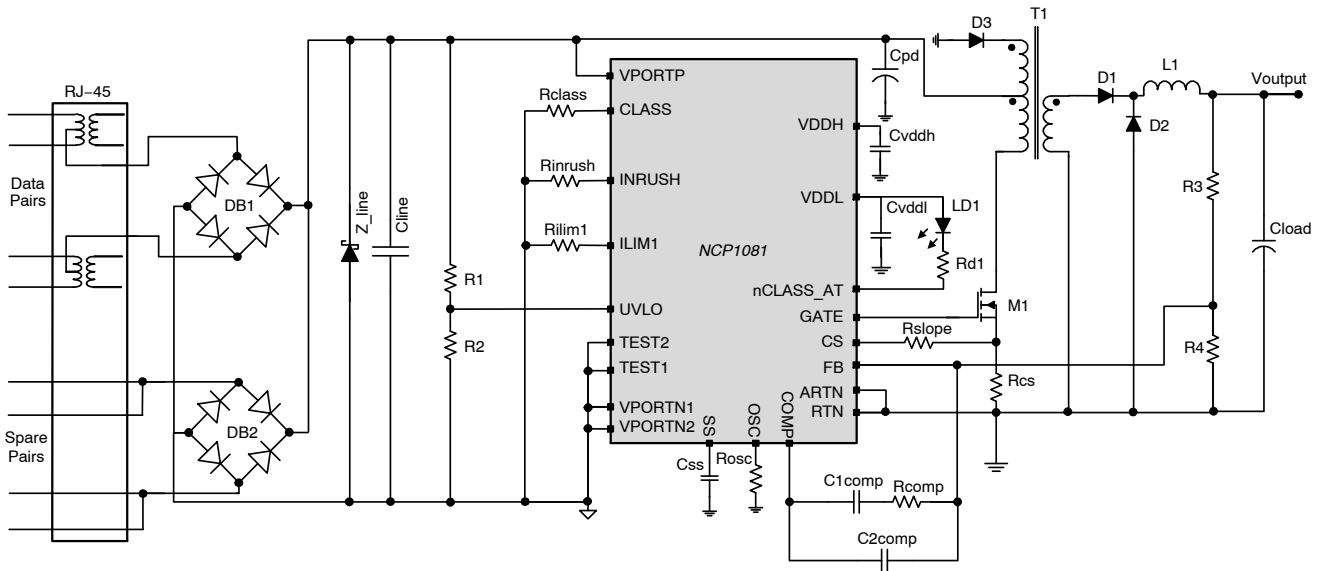 T1
D3
Cpd
D1
L1
Voutput
RJ-45
VPORTP
Rclass
CLASS
VDDH
Cvddh
D2
Data
Pairs
DB1
Z_line
Cline
Rinrush
INRUSH
VDDL
Cvddl
LD1
R3
Rilim1
ILIM1
NCP1081
Rd1
Cload
R1
nCLASS_AT
UVLO
GATE
M1
R2
TEST2
CS
Rslope
R4
TEST1
FB
Rcs
ARTN
VPORTN1
RTN
VPORTN2
SS
OSC
COMP
Spare
Pairs
DB2
Css
Rosc
C1comp
Rcomp
C2comp